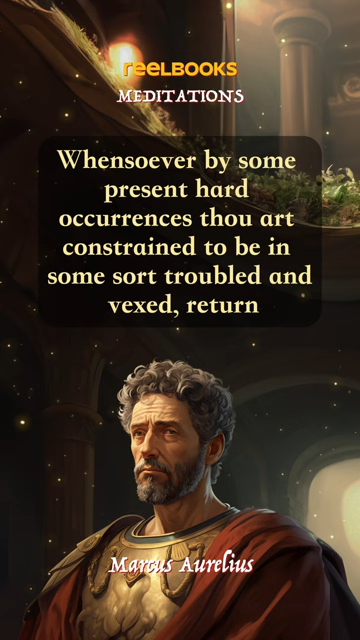 reelBOOKS
MEDITATIONS
Whensoever by some
present hard
occurrences thou art
constrained to be in
some sort troubled and
vexed, return
Marcus Aurelius